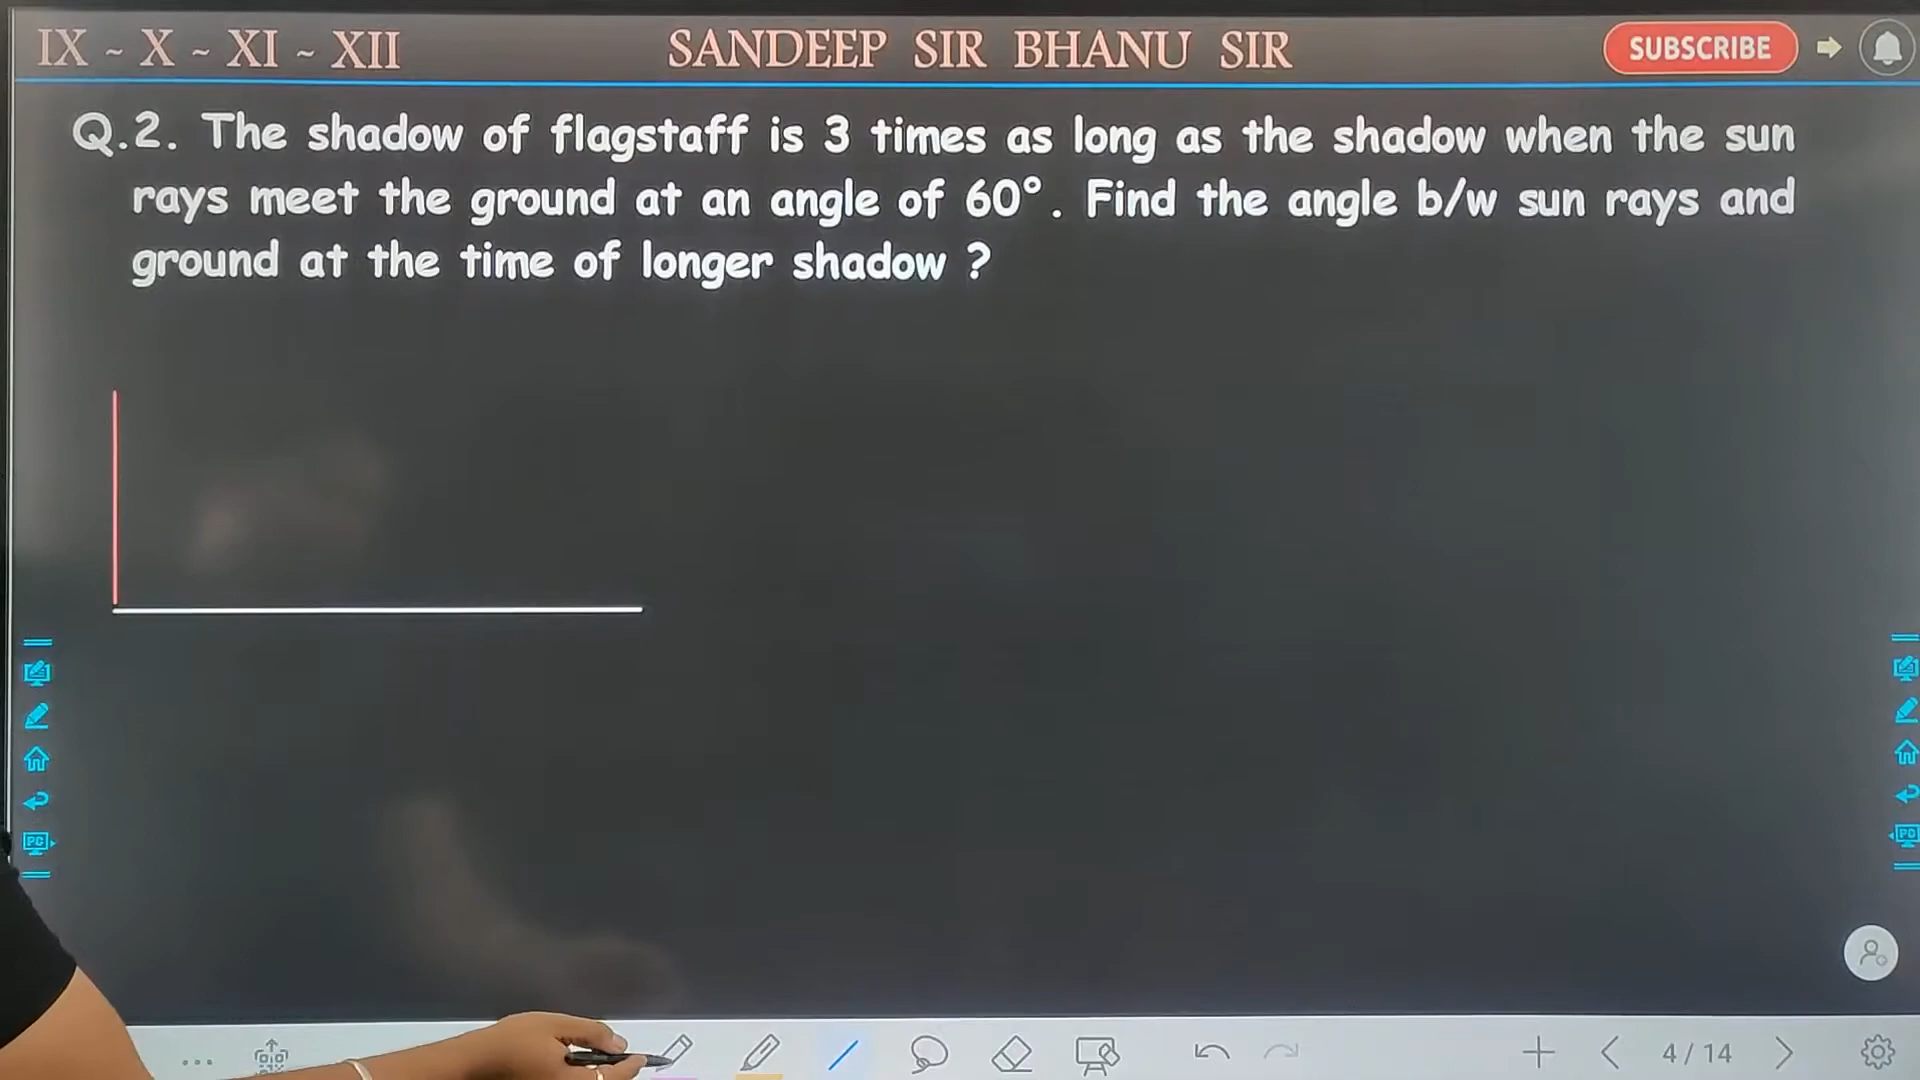 IX ~ X ~ XI ~ XII SANDEEP SIR BHANU SIR SUBSCRIBE
Q.2. The shadow of flagstaff is 3 times as long as the shadow when the sun
rays meet the ground at an angle of 60°. Find the angle b/w sun rays and
ground at the time of longer shadow ?
PC
PC
4 / 14